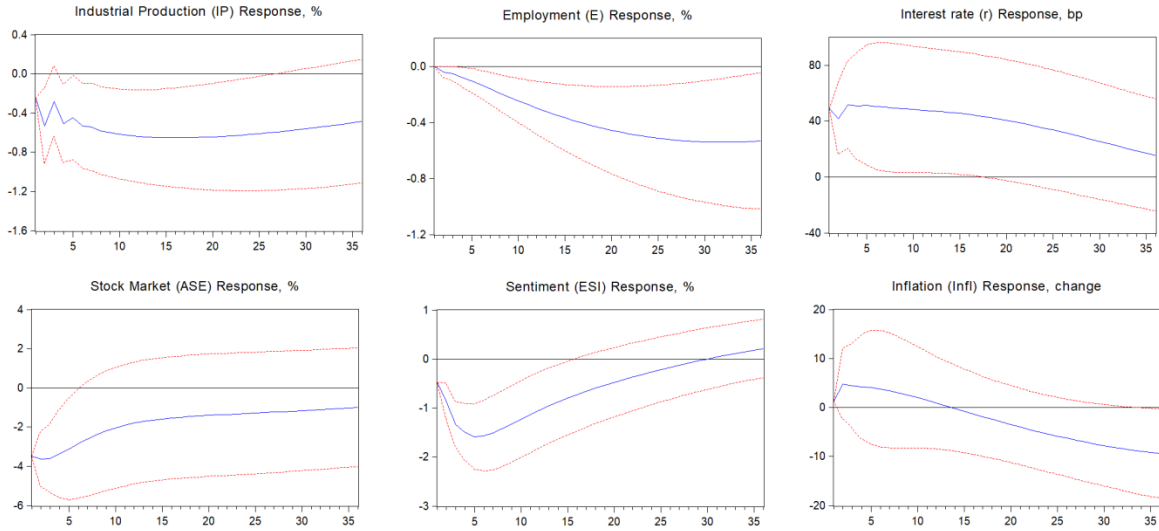 Industrial Production (IP) Response, %
0.4
0.0
-0.4
-0.8
-1.2
-1.6
5 10 15 20 25 30 35
Employment (E) Response, %
0.0
-0.4
-0.8
-1.2
5 10 15 20 25 30 35
Interest rate (r) Response, bp
80
40
0
-40
5 10 15 20 25 30 35
Stock Market (ASE) Response, %
4
2
0
-2
-4
-6
5 10 15 20 25 30 35
Sentiment (ESI) Response, %
1
0
-1
-2
-3
5 10 15 20 25 30 35
Inflation (Infl) Response, change
20
10
0
-10
-20
5 10 15 20 25 30 35